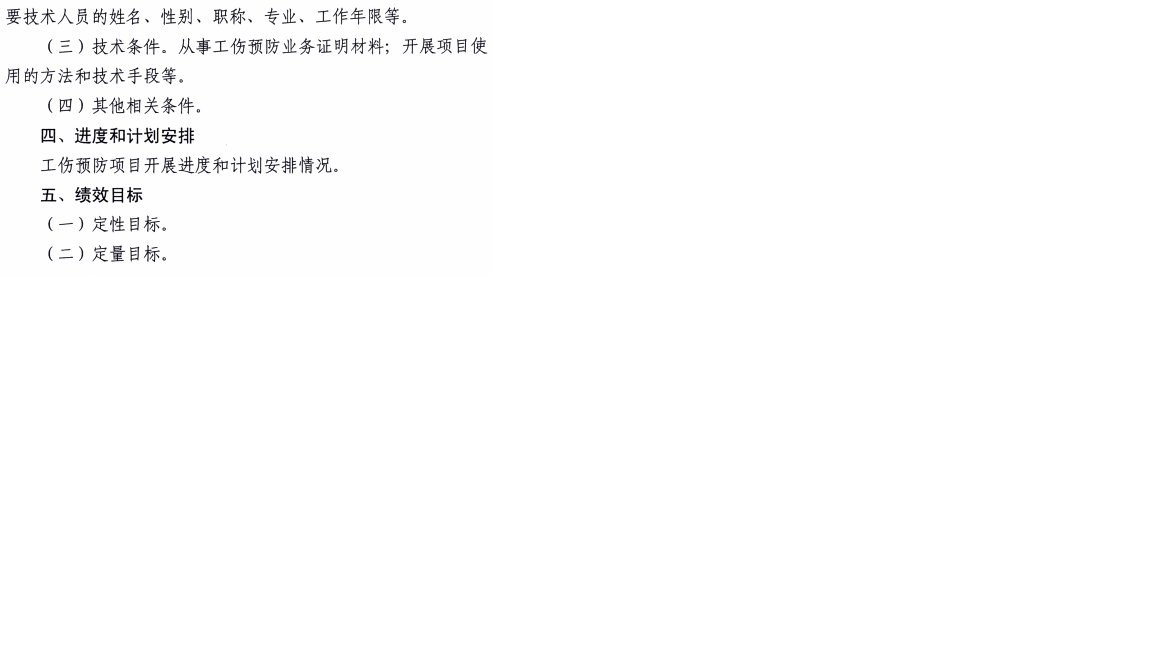 要技术人员的姓名、性别、职称、专业、工作年限等。
（三）技术条件。从事工伤预防业务证明材料；开展项目使
用的方法和技术手段等。
（四）其他相关条件。
四、进度和计划安排
工伤预防项目开展进度和计划安排情况。
五、绩效目标
（一）定性目标。
（二）定量目标。